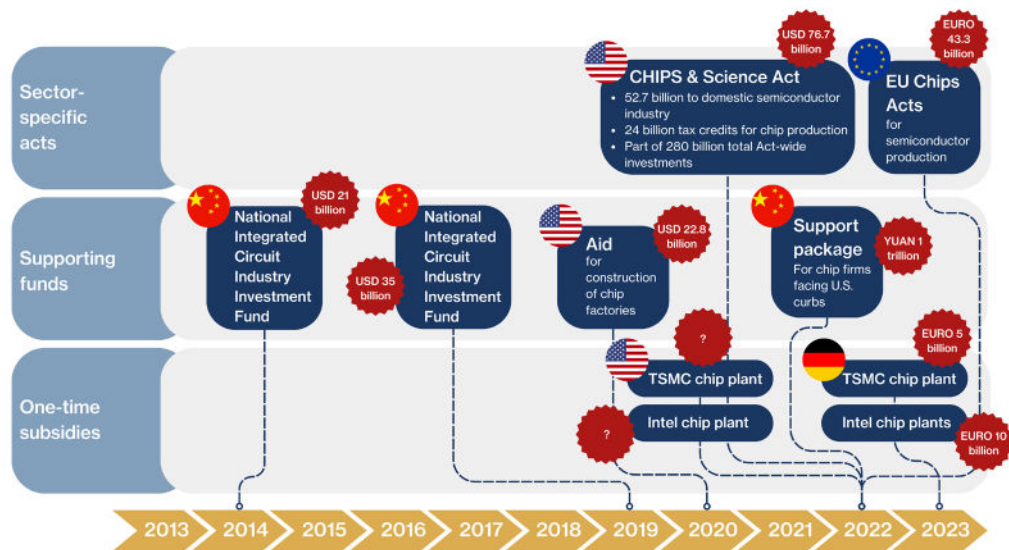 Sector-
specific
acts
USD 76.7
billion
CHIPS & Science Act
• 52.7 billion to domestic semiconductor
industry
• 24 billion tax credits for chip production
• Part of 280 billion total Act-wide
investments
EURO
43.3
billion
EU Chips
Acts
for
semiconductor
production
Supporting
funds
USD 21
billion
National
Integrated
Circuit
Industry
Investment
Fund
USD 35
billion
National
Integrated
Circuit
Industry
Investment
Fund
USD 22.8
billion
Aid
for
construction
of chip
factories
Support
package
For chip firms
facing U.S.
curbs
YUAN 1
trillion
One-time
subsidies
?
TSMC chip plant
Intel chip plant
?
EURO 5
billion
TSMC chip plant
Intel chip plants
EURO 10
billion
2013
2014
2015
2016
2017
2018
2019
2020
2021
2022
2023